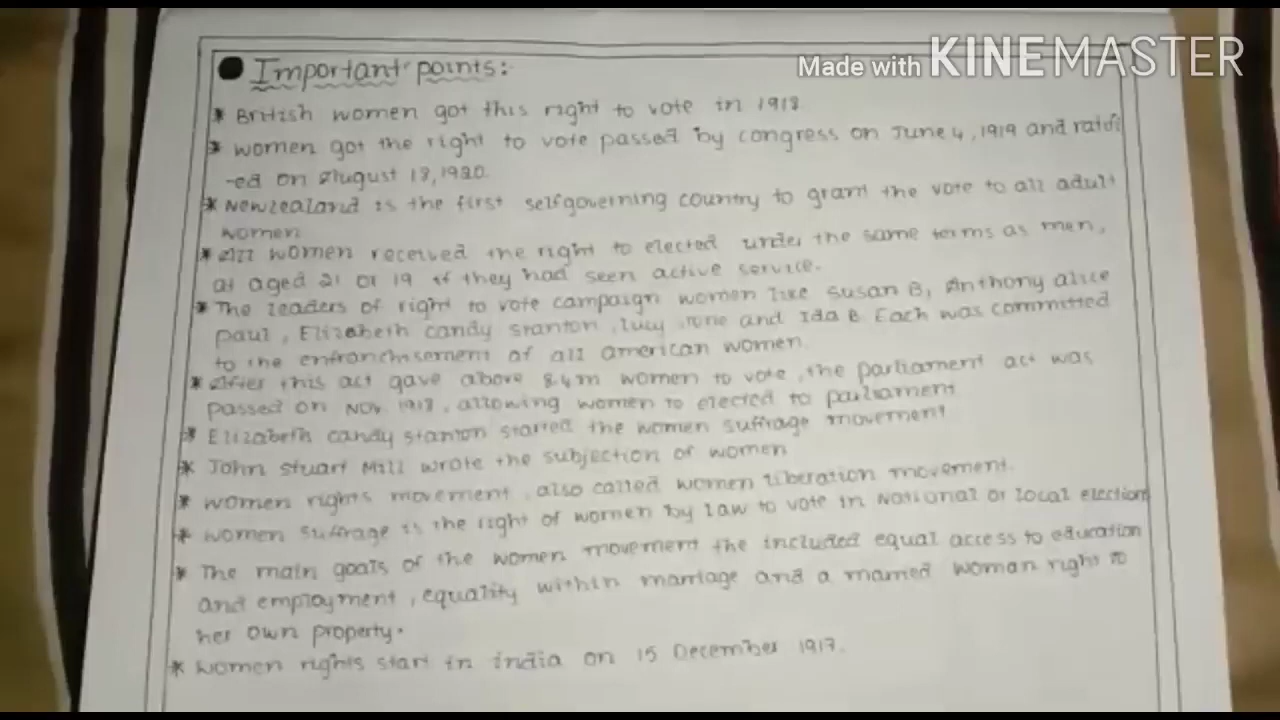 Made with KINEMASTER
Important points:
* British women got this right to vote in 1918
* women got the right to vote passed by congress on June 4, 1919 and ratifi
-ed on August 18, 1920.
* Newzealand is the first selfgoverning country to grant the vote to all adult
women
* All women received the right to elected under the same terms as men,
at aged 21 or 19 if they had seen active service.
* The leaders of right to vote campaign women like Susan B, Anthony alice
paul, Elizabeth candy stanton, lucy and Ida B. Each was committed
to the enfranchisement of all american women.
* After this act gave above 8.4m women to vote, the parliament act was
passed on Nov 1918, allowing women to elected to parliament
* Elizabeth candy stanton started the women suffrage movement
* John stuart Mill wrote the subjection of women
* women rights movement, also called women liberation movement.
* women suffrage is the right of women by law to vote in National or local elections
* The main goals of the women movement the included equal access to education
and employment, equality within marriage and a married woman right to
her own property.
* women rights start in india on 15 December 1917.